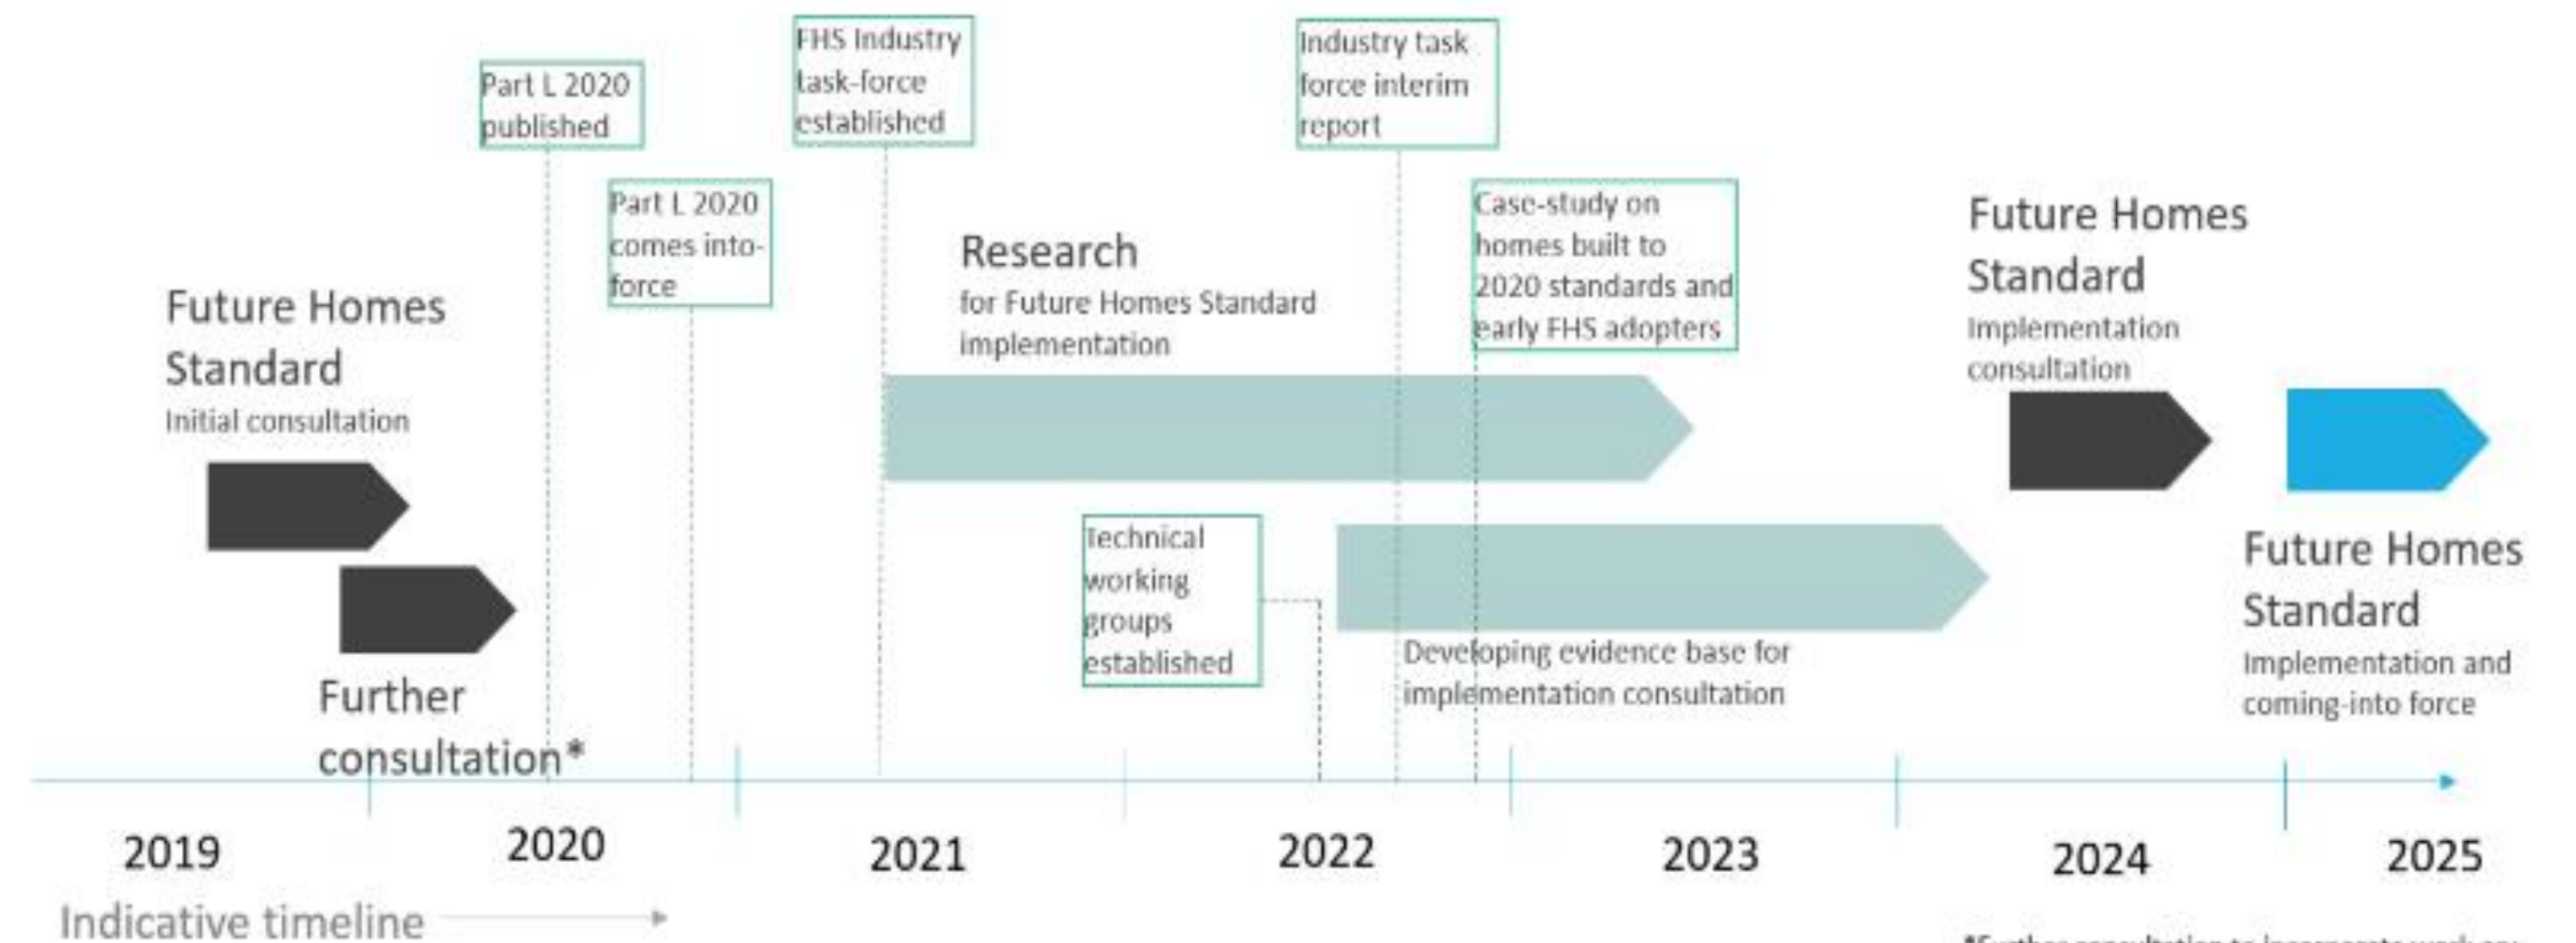 FHS Industry
task-force
established
Industry task
force interim
report
Part L 2020
published
Part L 2020
comes into-
force
Case-study on
homes built to
2020 standards and
early FHS adopters
Future Homes
Standard
Implementation
consultation
Research
for Future Homes Standard
implementation
Future Homes
Standard
Initial consultation
Technical
working
groups
established
Future Homes
Standard
Implementation and
coming-into force
Developing evidence base for
implementation consultation
Further
consultation*
2019
2020
2021
2022
2023
2024
2025
Indicative timeline